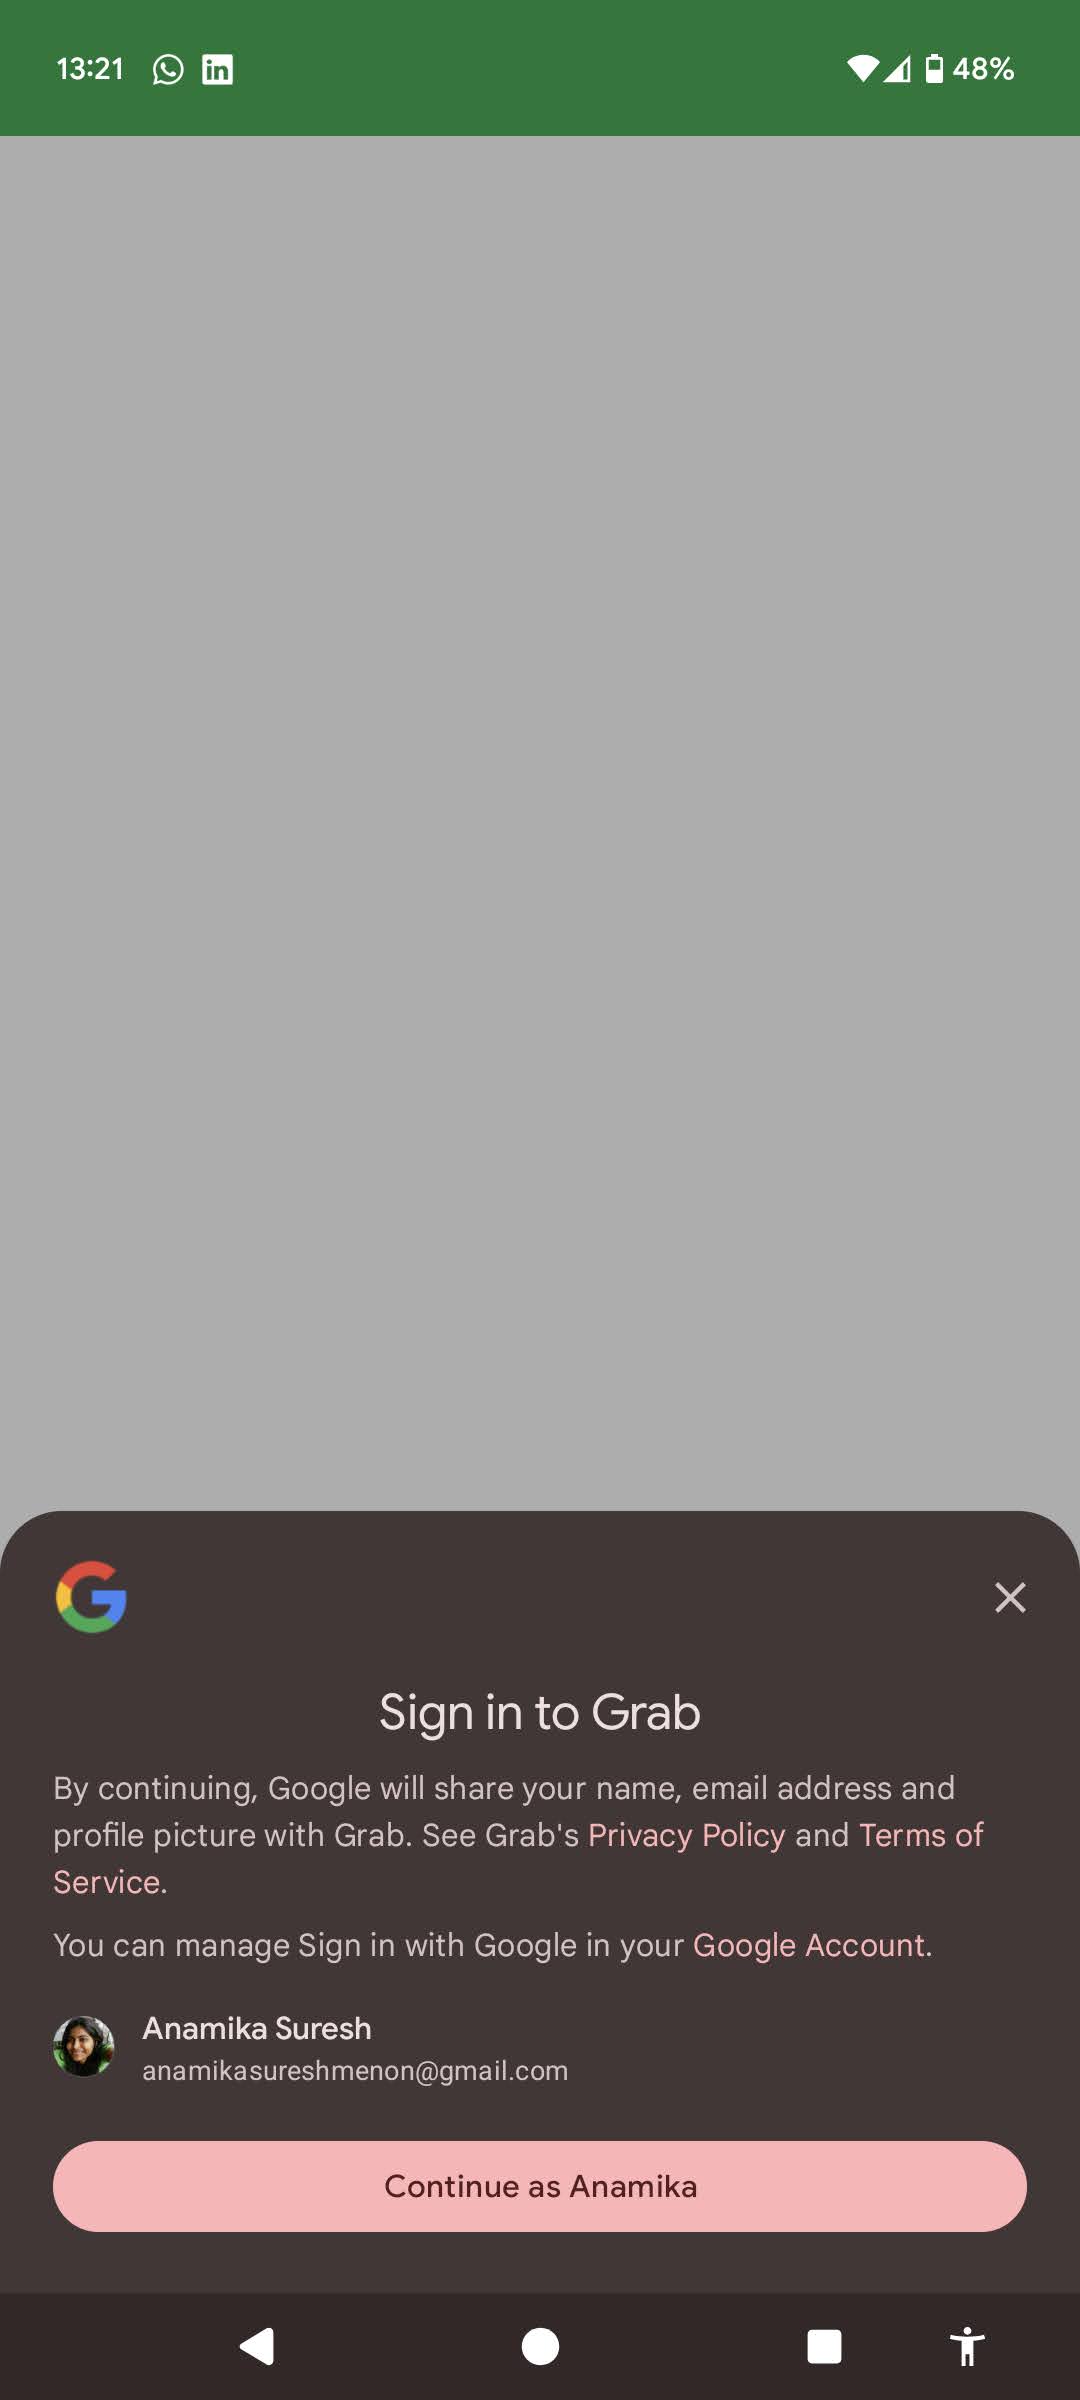 13:21 48%
Sign in to Grab
By continuing, Google will share your name, email address and
profile picture with Grab. See Grab's Privacy Policy and Terms of
Service.
You can manage Sign in with Google in your Google Account.
Anamika Suresh
anamikasureshmenon@gmail.com
Continue as Anamika